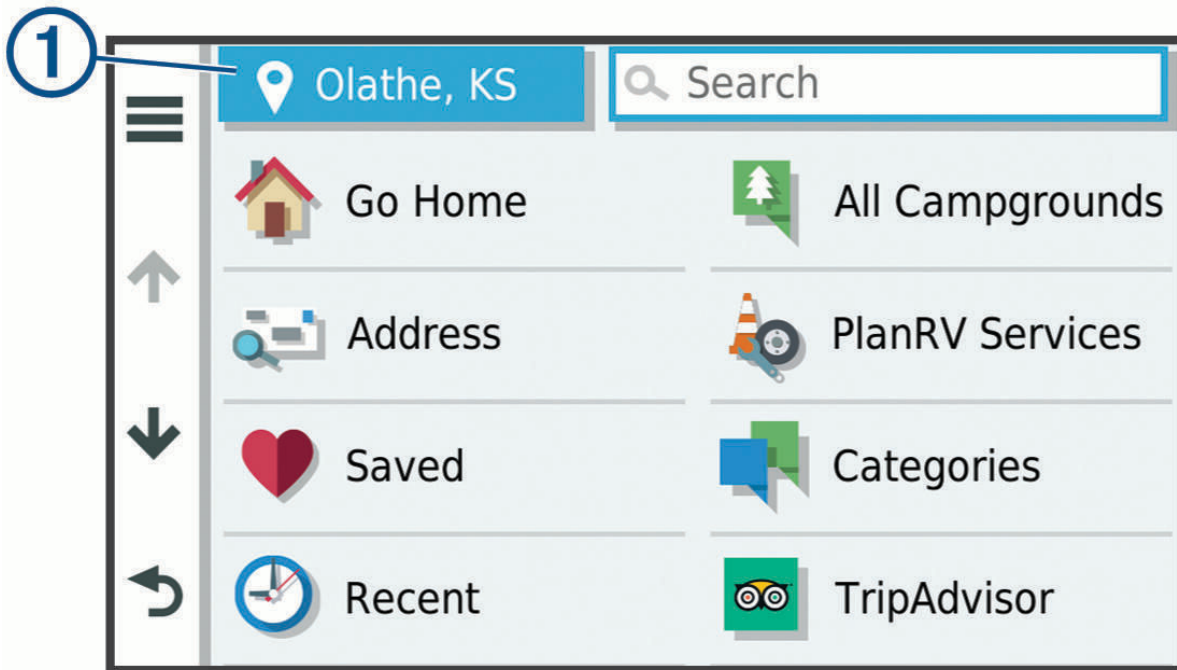 1
Olathe, KS
Search
Go Home
All Campgrounds
Address
PlanRV Services
Saved
Categories
Recent
TripAdvisor